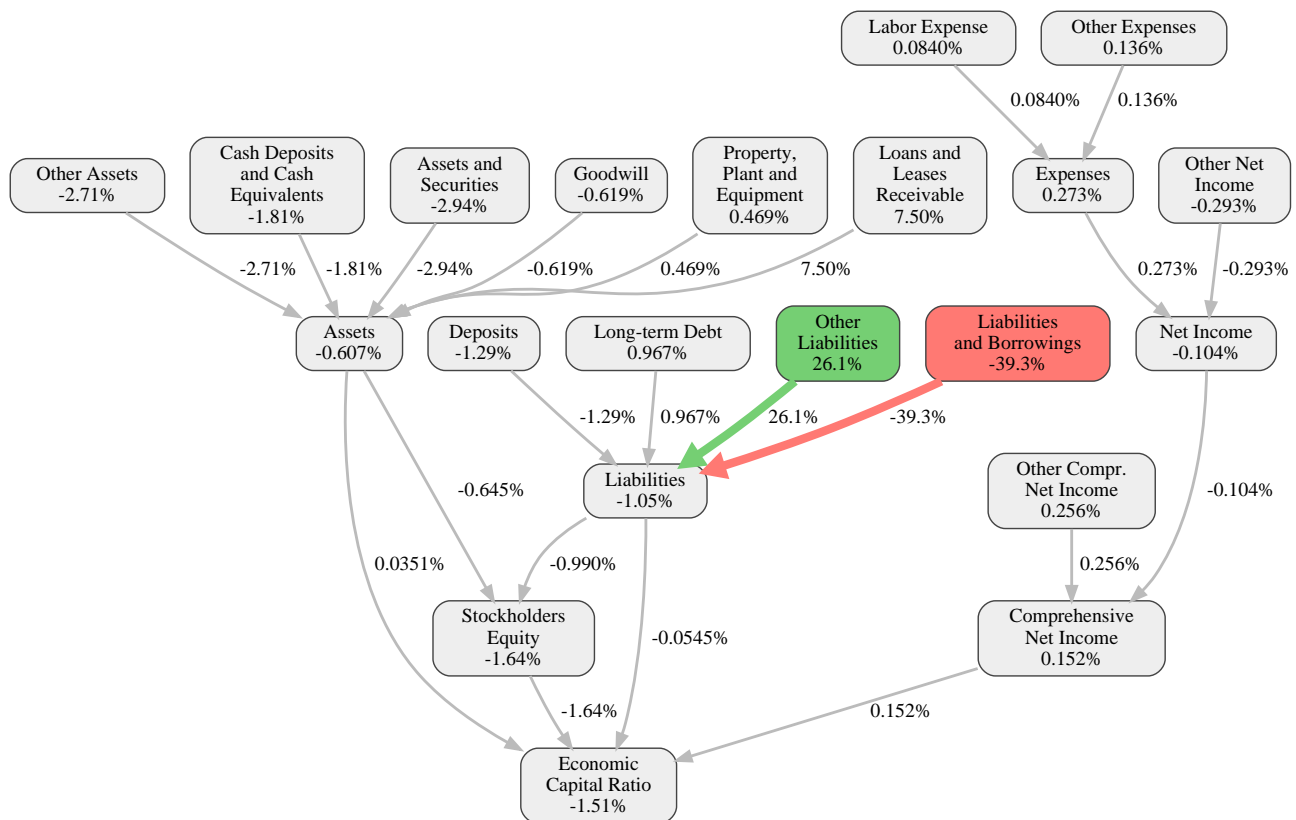 Labor Expense
0.0840%
Other Expenses
0.136%
0.0840%
0.136%
Other Assets
-2.71%
Cash Deposits
and Cash
Equivalents
-1.81%
Assets and
Securities
-2.94%
Goodwill
-0.619%
Property,
Plant and
Equipment
0.469%
Loans and
Leases
Receivable
7.50%
Expenses
0.273%
Other Net
Income
-0.293%
-2.71%
-1.81%
-2.94%
-0.619%
0.469%
7.50%
0.273%
-0.293%
Assets
-0.607%
Deposits
-1.29%
Long-term Debt
0.967%
Other
Liabilities
26.1%
Liabilities
and Borrowings
-39.3%
Net Income
-0.104%
-1.29%
0.967%
26.1%
-39.3%
Liabilities
-1.05%
Other Compr.
Net Income
0.256%
-0.645%
-0.104%
0.0351%
-0.990%
0.256%
Stockholders
Equity
-1.64%
-0.0545%
Comprehensive
Net Income
0.152%
-1.64%
0.152%
Economic
Capital Ratio
-1.51%